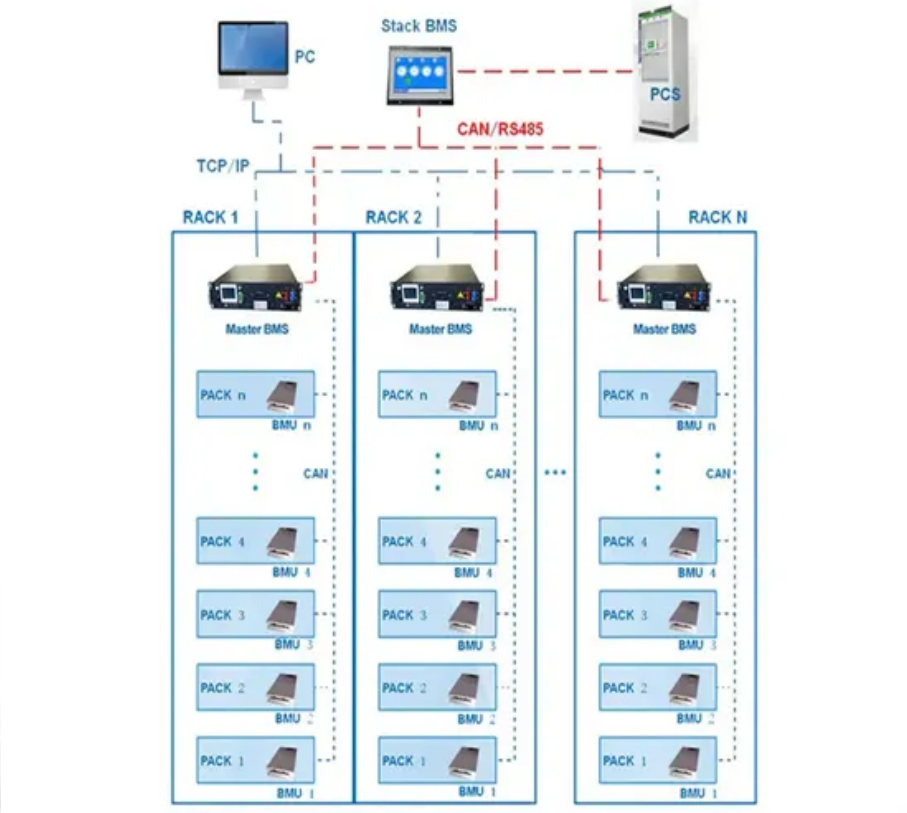 Stack BMS
PC
PCS
CAN/RS485
TCP/IP
RACK 1
RACK 2
RACK N
Master BMS
Master BMS
Master BMS
PACK n
BMU n
PACK n
BMU n
PACK n
BMU n
CAN
CAN
CAN
PACK 4
BMU 4
PACK 4
BMU 4
PACK 4
BMU 4
PACK 3
BMU 3
PACK 3
BMU 3
PACK 3
BMU 3
PACK 2
BMU 2
PACK 2
BMU 2
PACK 2
BMU 2
PACK 1
BMU 1
PACK 1
BMU 1
PACK 1
BMU 1